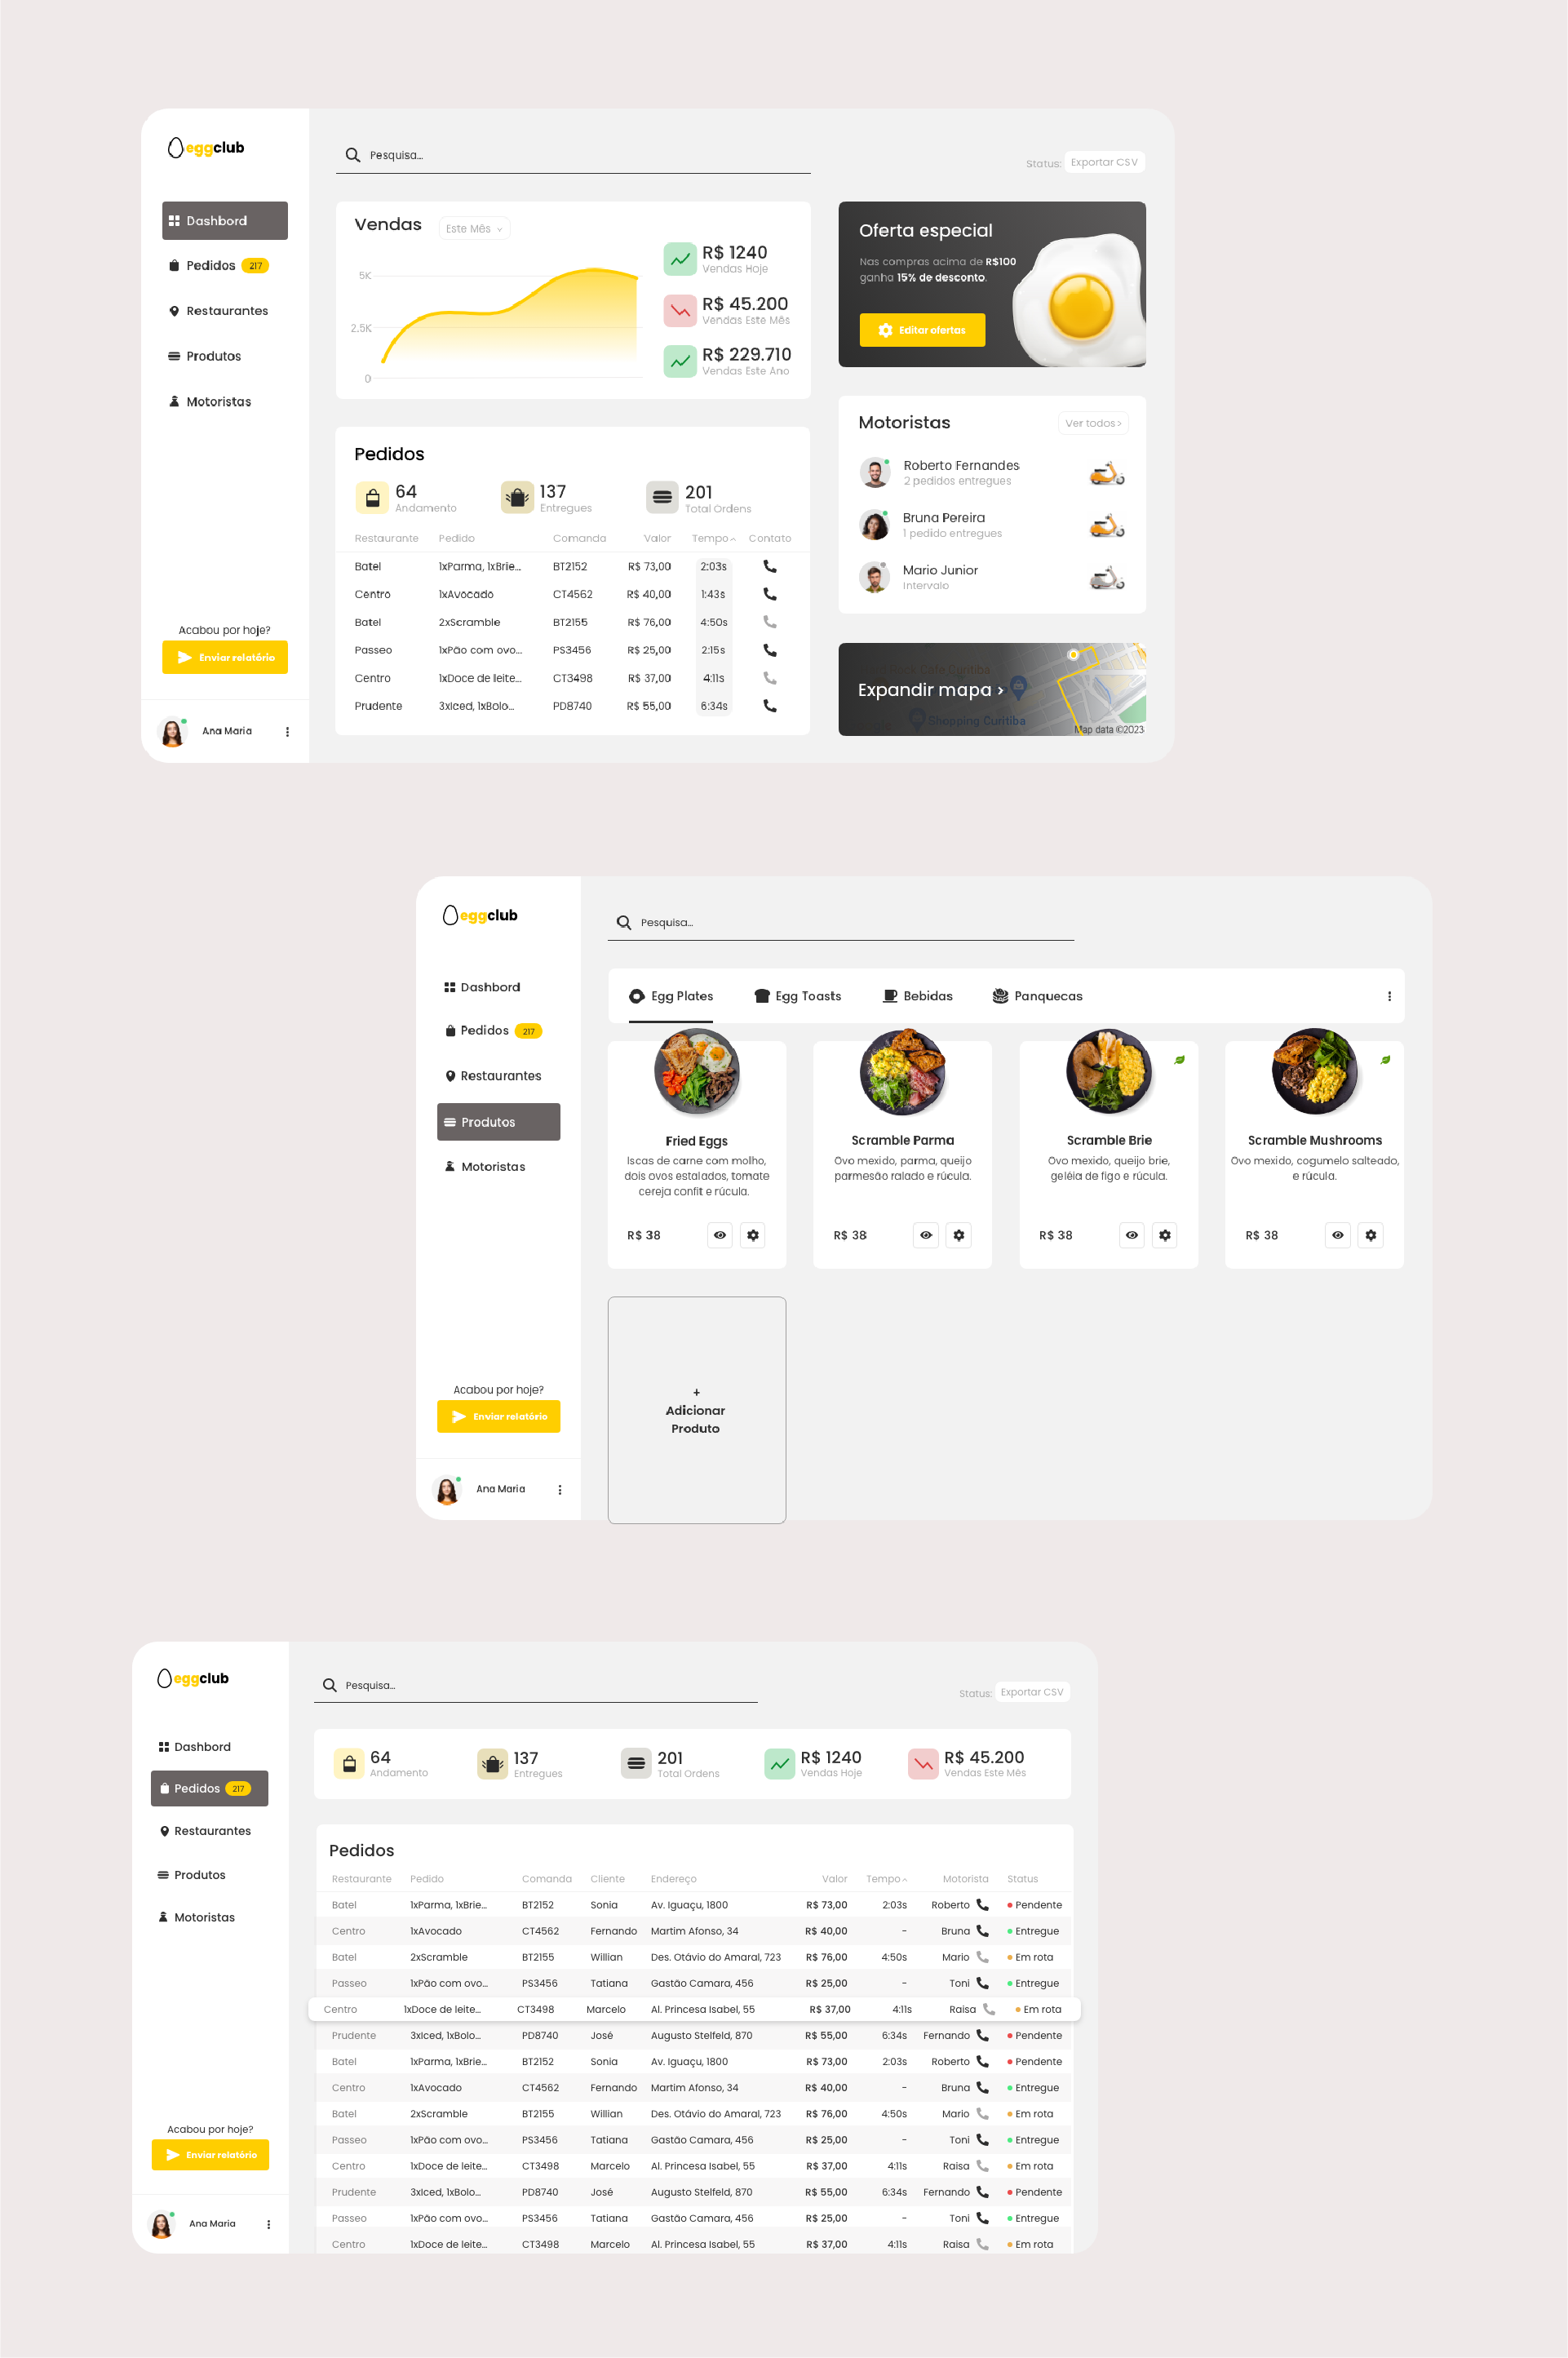 eggclub
Dashbord
Pedidos 217
Restaurantes
Produtos
Motoristas
Acabou por hoje?
Enviar relatório
Ana Maria
Pesquisa...
Status: Exportar CSV
Vendas Este Mês
5K
2.5K
0
R$ 1240
Vendas Hoje
R$ 45.200
Vendas Este Mês
R$ 229.710
Vendas Este Ano
Oferta especial
Nas compras acima de R$100
ganha 15% de desconto.
Editar ofertas
Pedidos
64
Andamento
137
Entregues
201
Total Ordens
Restaurante Pedido Comanda Valor Tempo Contato
Batel 1xParma, 1xBrie... BT2152 R$ 73,00 2:03s
Centro 1xAvocado CT4562 R$ 40,00 1:43s
Batel 2xScramble BT2155 R$ 76,00 4:50s
Passeo 1xPão com ovo... PS3456 R$ 25,00 2:15s
Centro 1xDoce de leite... CT3498 R$ 37,00 4:11s
Prudente 3xIced, 1xBolo... PD8740 R$ 55,00 6:34s
Motoristas Ver todos >
Roberto Fernandes
2 pedidos entregues
Bruna Pereira
1 pedido entregues
Mario Junior
Intervalo
Café Curitiba
Expandir mapa >
Shopping Curitiba
Map data ©2023
eggclub
Dashbord
Pedidos 217
Restaurantes
Produtos
Motoristas
Acabou por hoje?
Enviar relatório
Ana Maria
Pesquisa...
Egg Plates Egg Toasts Bebidas Panquecas
Fried Eggs
Iscas de carne com molho,
dois ovos estalados, tomate
cereja confit e rúcula.
R$ 38
Scramble Parma
Ovo mexido, parma, queijo
parmesão ralado e rúcula.
R$ 38
Scramble Brie
Ovo mexido, queijo brie,
geléia de figo e rúcula.
R$ 38
Scramble Mushrooms
Ovo mexido, cogumelo salteado,
e rúcula.
R$ 38
+
Adicionar
Produto
eggclub
Dashbord
Pedidos 217
Restaurantes
Produtos
Motoristas
Acabou por hoje?
Enviar relatório
Ana Maria
Pesquisa...
Status: Exportar CSV
64
Andamento
137
Entregues
201
Total Ordens
R$ 1240
Vendas Hoje
R$ 45.200
Vendas Este Mês
Pedidos
Restaurante Pedido Comanda Cliente Endereço Valor Tempo Motorista Status
Batel 1xParma, 1xBrie... BT2152 Sonia Av. Iguaçu, 1800 R$ 73,00 2:03s Roberto Pendente
Centro 1xAvocado CT4562 Fernando Martim Afonso, 34 R$ 40,00 - Bruna Entregue
Batel 2xScramble BT2155 Willian Des. Otávio do Amaral, 723 R$ 76,00 4:50s Mario Em rota
Passeo 1xPão com ovo... PS3456 Tatiana Gastão Camara, 456 R$ 25,00 - Toni Entregue
Centro 1xDoce de leite... CT3498 Marcelo Al. Princesa Isabel, 55 R$ 37,00 4:11s Raisa Em rota
Prudente 3xIced, 1xBolo... PD8740 José Augusto Stelfeld, 870 R$ 55,00 6:34s Fernando Pendente
Batel 1xParma, 1xBrie... BT2152 Sonia Av. Iguaçu, 1800 R$ 73,00 2:03s Roberto Pendente
Centro 1xAvocado CT4562 Fernando Martim Afonso, 34 R$ 40,00 - Bruna Entregue
Batel 2xScramble BT2155 Willian Des. Otávio do Amaral, 723 R$ 76,00 4:50s Mario Em rota
Passeo 1xPão com ovo... PS3456 Tatiana Gastão Camara, 456 R$ 25,00 - Toni Entregue
Centro 1xDoce de leite... CT3498 Marcelo Al. Princesa Isabel, 55 R$ 37,00 4:11s Raisa Em rota
Prudente 3xIced, 1xBolo... PD8740 José Augusto Stelfeld, 870 R$ 55,00 6:34s Fernando Pendente
Passeo 1xPão com ovo... PS3456 Tatiana Gastão Camara, 456 R$ 25,00 - Toni Entregue
Centro 1xDoce de leite... CT3498 Marcelo Al. Princesa Isabel, 55 R$ 37,00 4:11s Raisa Em rota